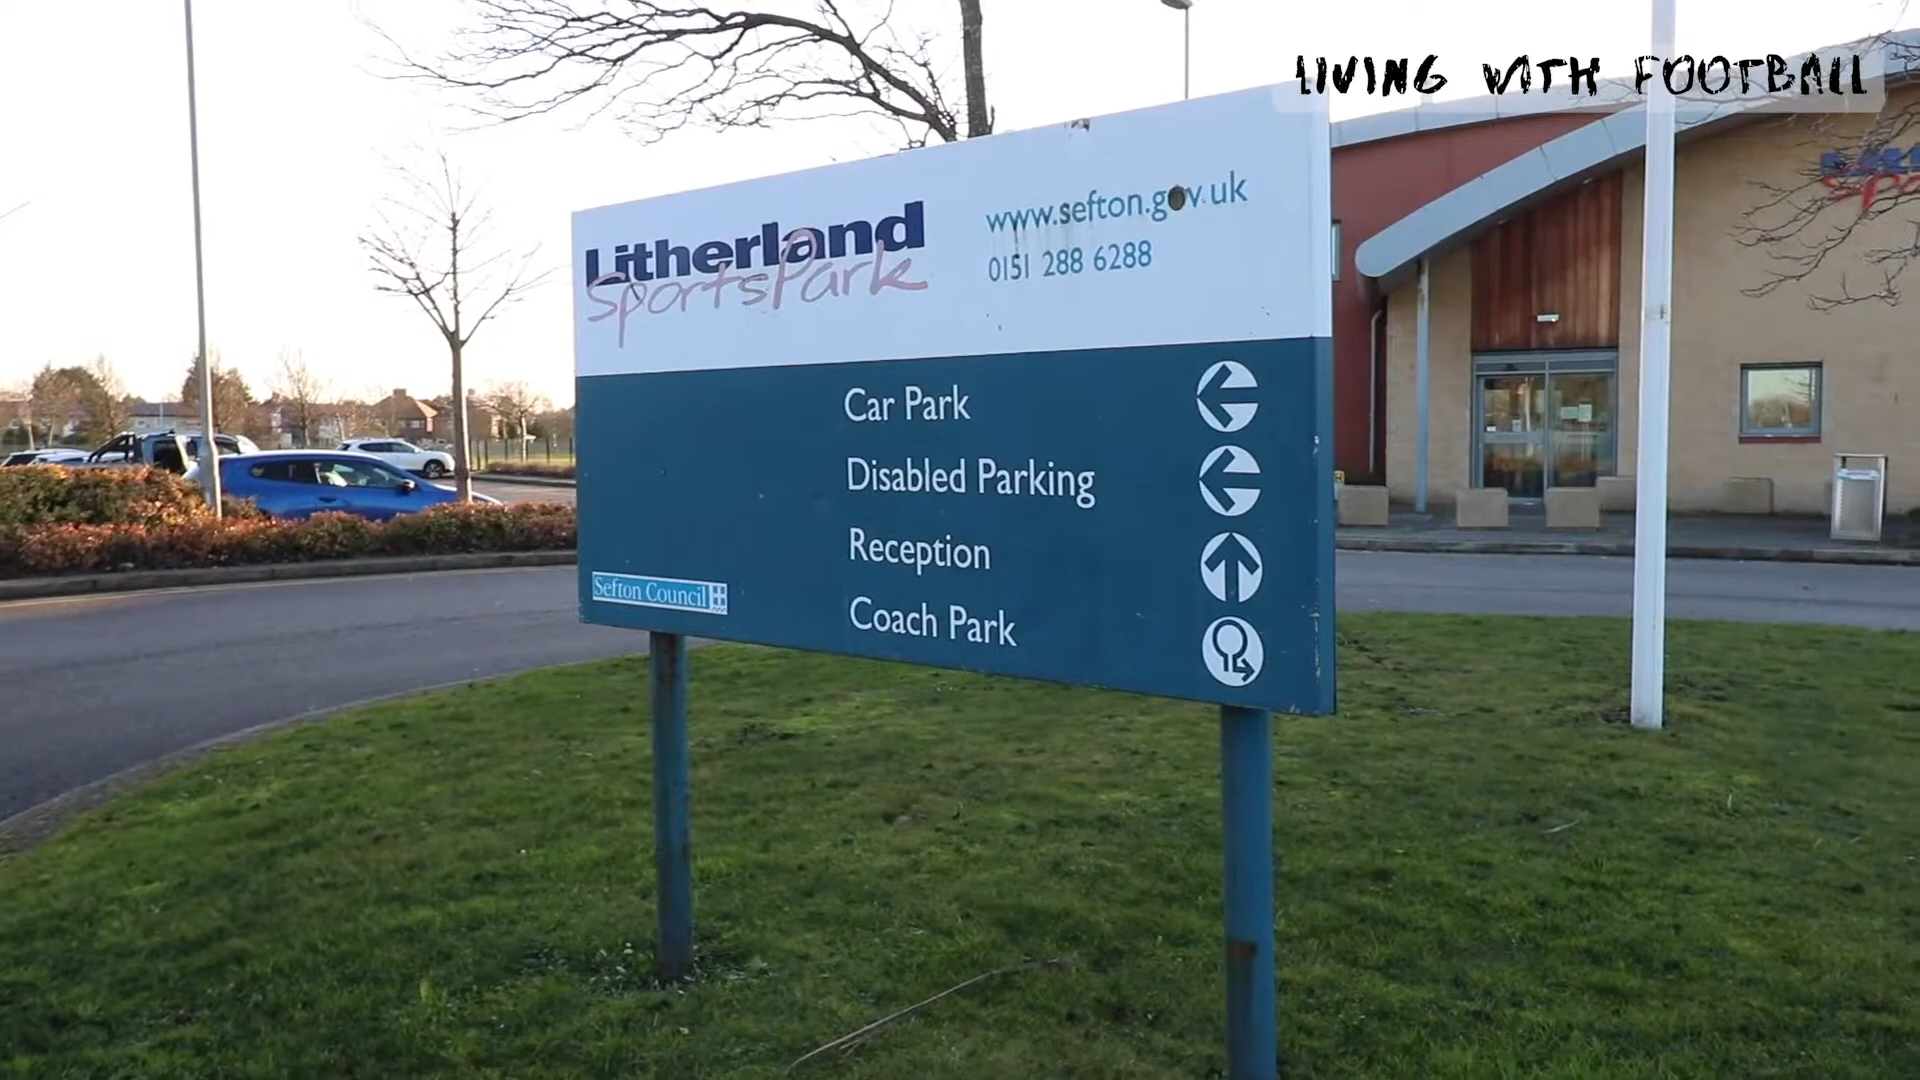 LIVING WITH FOOTBALL
Litherland
SportsPark
www.sefton.gov.uk
0151 288 6288
Car Park
Disabled Parking
Reception
Coach Park
Sefton Council